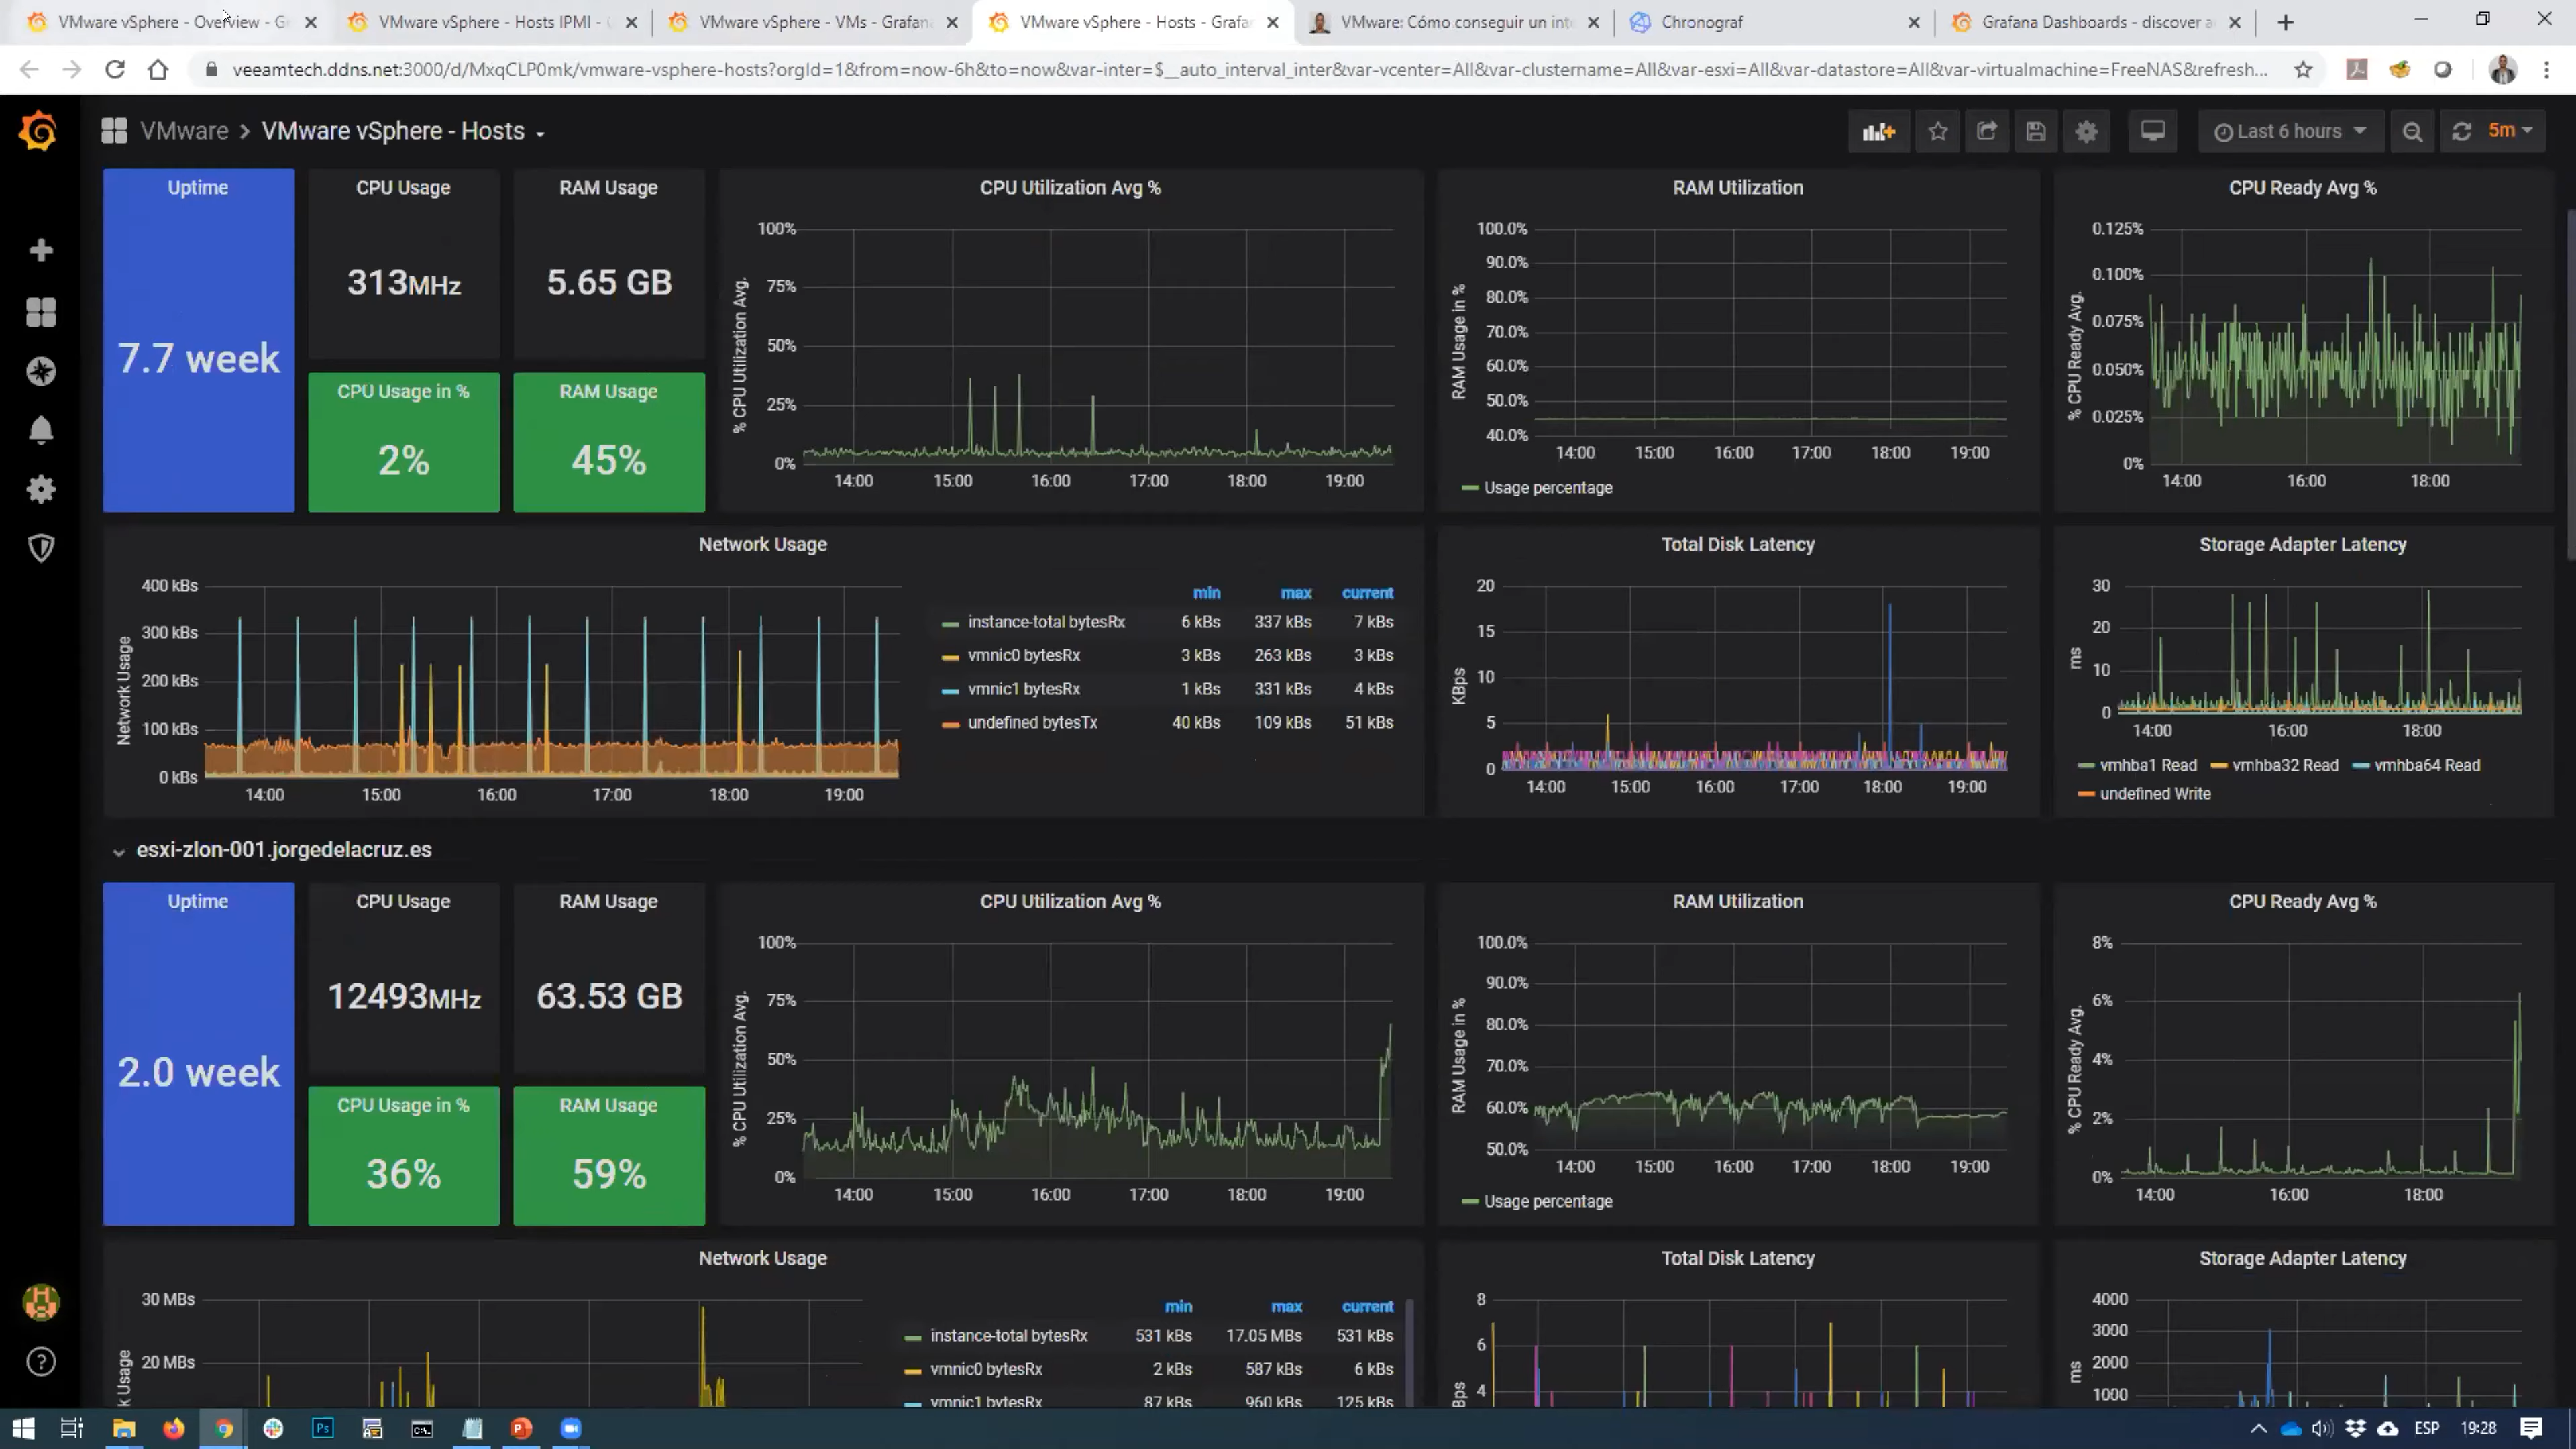 VMware vSphere - Overview - G
VMware vSphere - Hosts IPMI -
VMware vSphere - VMs - Grafana
VMware vSphere - Hosts - Grafa
VMware: Cómo conseguir un int
Chronograf
Grafana Dashboards - discover a
veeamtech.ddns.net:3000/d/MxqCLP0mk/vmware-vsphere-hosts?orgId=1&from=now-6h&to=now&var-inter=$__auto_interval_inter&var-vcenter=All&var-clustername=All&var-esxi=All&var-datastore=All&var-virtualmachine=FreeNAS&refresh...
VMware > VMware vSphere - Hosts
Last 6 hours
5m
Uptime
7.7 week
CPU Usage
313MHz
RAM Usage
5.65 GB
CPU Usage in %
2%
RAM Usage
45%
CPU Utilization Avg %
% CPU Utilization Avg.
100%
75%
50%
25%
0%
14:00 15:00 16:00 17:00 18:00 19:00
RAM Utilization
RAM Usage in %
100.0%
90.0%
80.0%
70.0%
60.0%
50.0%
40.0%
14:00 15:00 16:00 17:00 18:00 19:00
Usage percentage
CPU Ready Avg %
% CPU Ready Avg.
0.125%
0.100%
0.075%
0.050%
0.025%
0%
14:00 16:00 18:00
Network Usage
Network Usage
400 kBs
300 kBs
200 kBs
100 kBs
0 kBs
14:00 15:00 16:00 17:00 18:00 19:00
min max current
instance-total bytesRx 6 kBs 337 kBs 7 kBs
vmnic0 bytesRx 3 kBs 263 kBs 3 kBs
vmnic1 bytesRx 1 kBs 331 kBs 4 kBs
undefined bytesTx 40 kBs 109 kBs 51 kBs
Total Disk Latency
KBps
20
15
10
5
0
14:00 15:00 16:00 17:00 18:00 19:00
Storage Adapter Latency
ms
30
20
10
0
14:00 16:00 18:00
vmhba1 Read vmhba32 Read vmhba64 Read
undefined Write
esxi-zlon-001.jorgedelacruz.es
Uptime
2.0 week
CPU Usage
12493MHz
RAM Usage
63.53 GB
CPU Usage in %
36%
RAM Usage
59%
CPU Utilization Avg %
% CPU Utilization Avg.
100%
75%
50%
25%
0%
14:00 15:00 16:00 17:00 18:00 19:00
RAM Utilization
RAM Usage in %
100.0%
90.0%
80.0%
70.0%
60.0%
50.0%
14:00 15:00 16:00 17:00 18:00 19:00
Usage percentage
CPU Ready Avg %
% CPU Ready Avg.
8%
6%
4%
2%
0%
14:00 16:00 18:00
Network Usage
k Usage
30 MBs
20 MBs
min max current
instance-total bytesRx 531 kBs 17.05 MBs 531 kBs
vmnic0 bytesRx 2 kBs 587 kBs 6 kBs
vmnic1 bytesRx 87 kBs 960 kBs 125 kBs
Total Disk Latency
Bps
8
6
4
Storage Adapter Latency
ms
4000
3000
2000
1000
Ps
C:\.
ESP
19:28